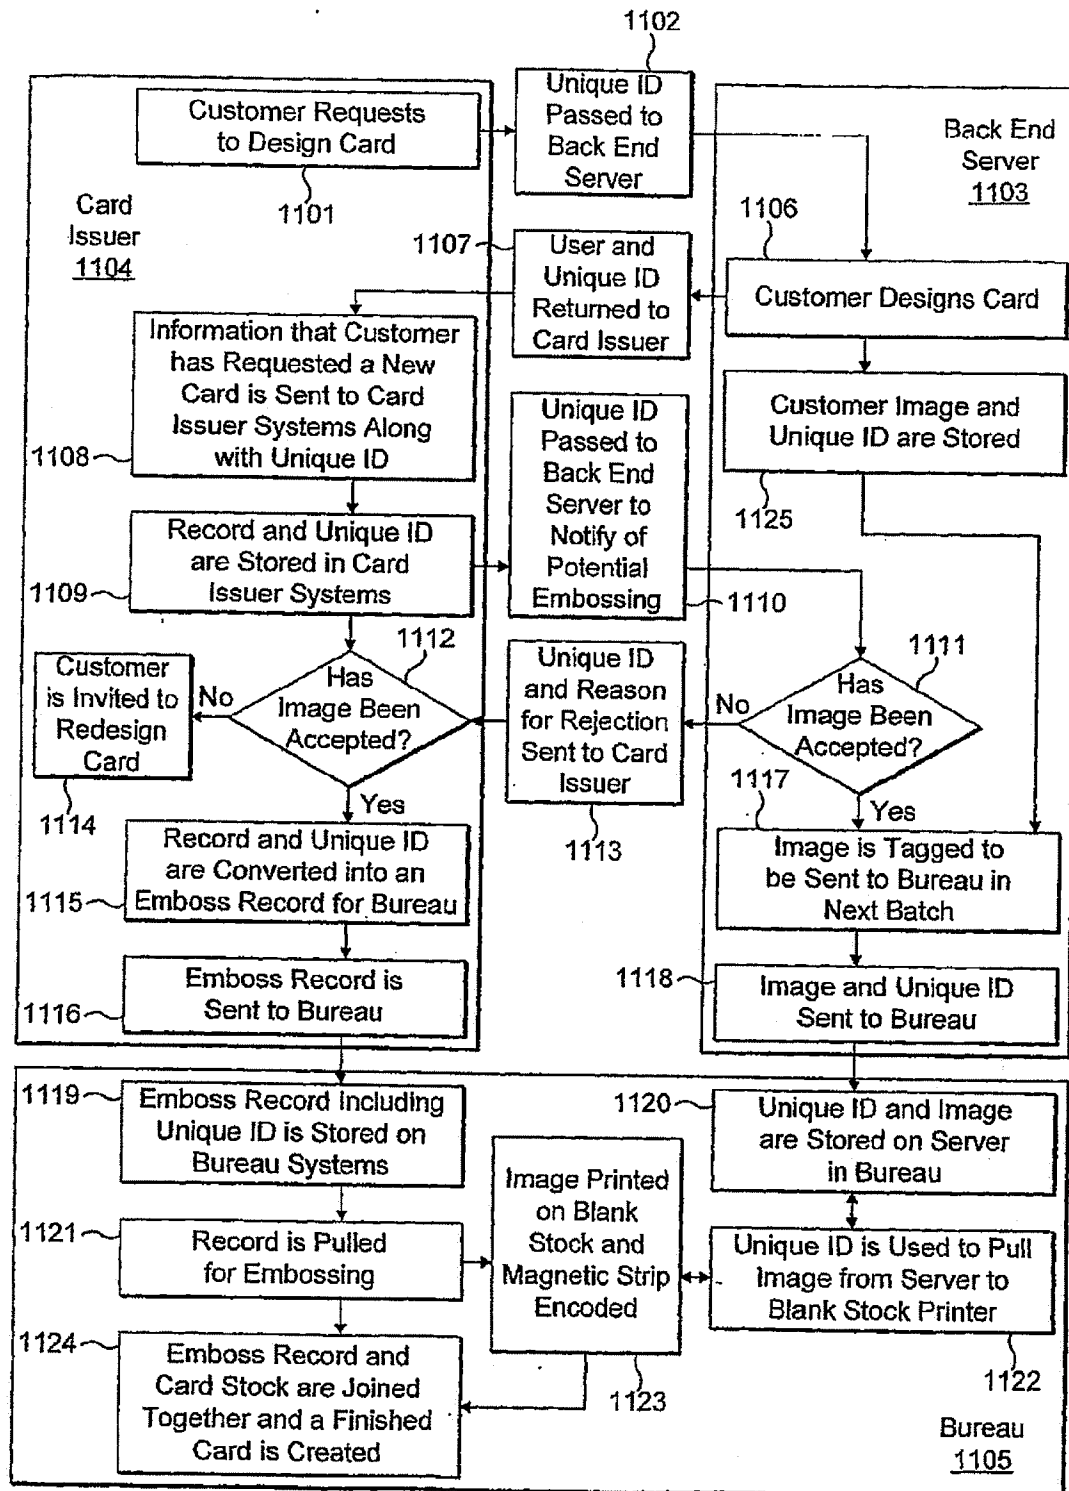 1102
Customer Requests
to Design Card
1101
Unique ID
Passed to
Back End
Server
Back End
Server
1103
Card
Issuer
1104
1106
Customer Designs Card
1107
User and
Unique ID
Returned to
Card Issuer
Information that Customer
has Requested a New
Card is Sent to Card
Issuer Systems Along
with Unique ID
1108
Customer Image and
Unique ID are Stored
1125
Unique ID
Passed to
Back End
Server to
Notify of
Potential
Embossing
1110
Record and Unique ID
are Stored in Card
Issuer Systems
1109
1112
Has
Image Been
Accepted?
No
Yes
Customer
is Invited to
Redesign
Card
1114
Unique ID
and Reason
for Rejection
Sent to Card
Issuer
1113
1111
Has
Image Been
Accepted?
No
Yes
1117
Image is Tagged to
be Sent to Bureau in
Next Batch
Record and Unique ID
are Converted into an
Emboss Record for Bureau
1115
Emboss Record is
Sent to Bureau
1116
1118
Image and Unique ID
Sent to Bureau
1119
Emboss Record Including
Unique ID is Stored on
Bureau Systems
1120
Unique ID and Image
are Stored on Server
in Bureau
1121
Record is Pulled
for Embossing
Image Printed
on Blank
Stock and
Magnetic Strip
Encoded
1123
Unique ID is Used to Pull
Image from Server to
Blank Stock Printer
1122
1124
Emboss Record and
Card Stock are Joined
Together and a Finished
Card is Created
Bureau
1105